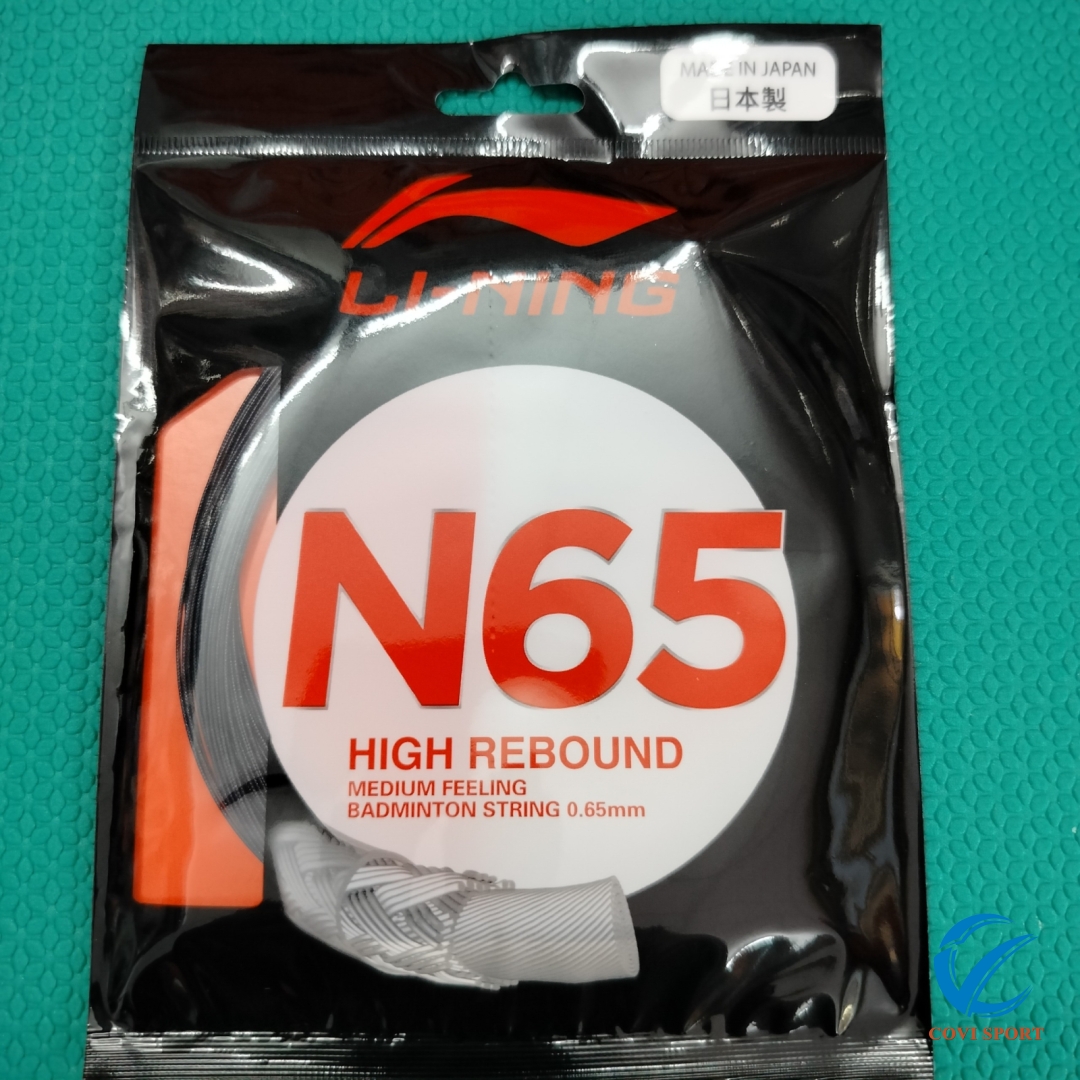 MADE IN JAPAN
日本製
LI-NING
N65
HIGH REBOUND
MEDIUM FEELING
BADMINTON STRING 0.65mm
COVI SPORT